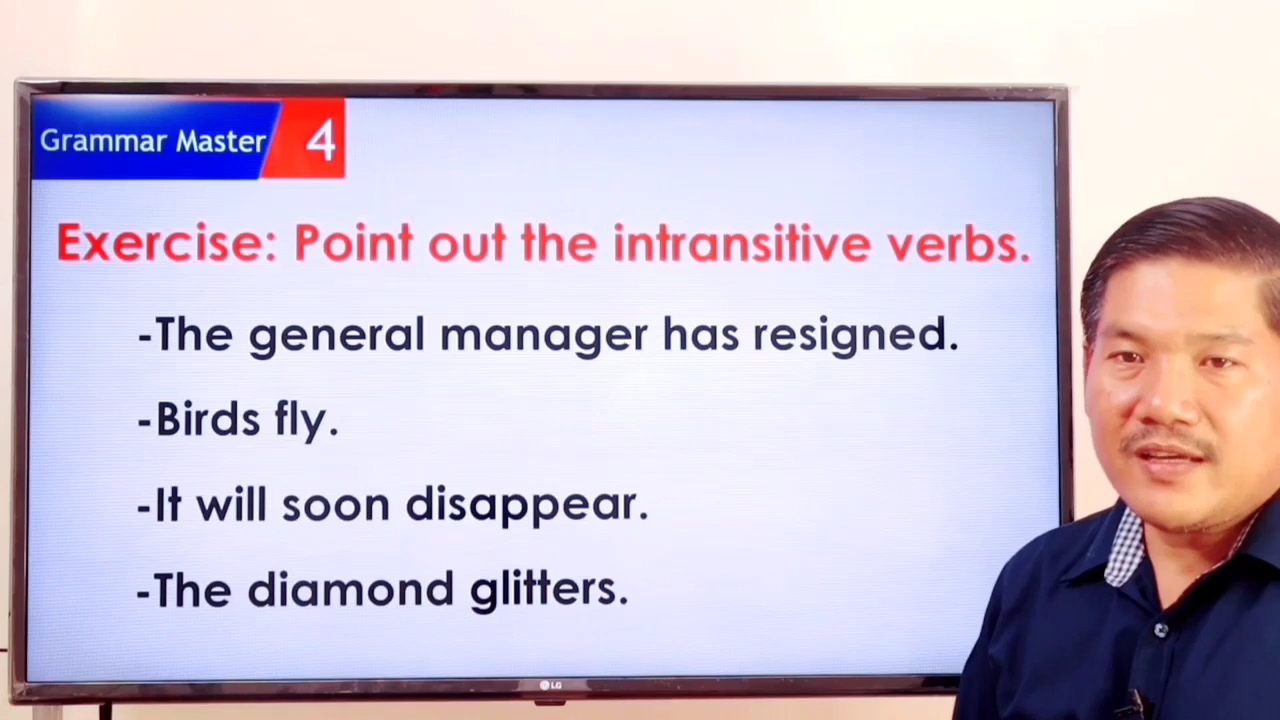 Grammar Master 4
Exercise: Point out the intransitive verbs.
-The general manager has resigned.
-Birds fly.
-It will soon disappear.
-The diamond glitters.
LG